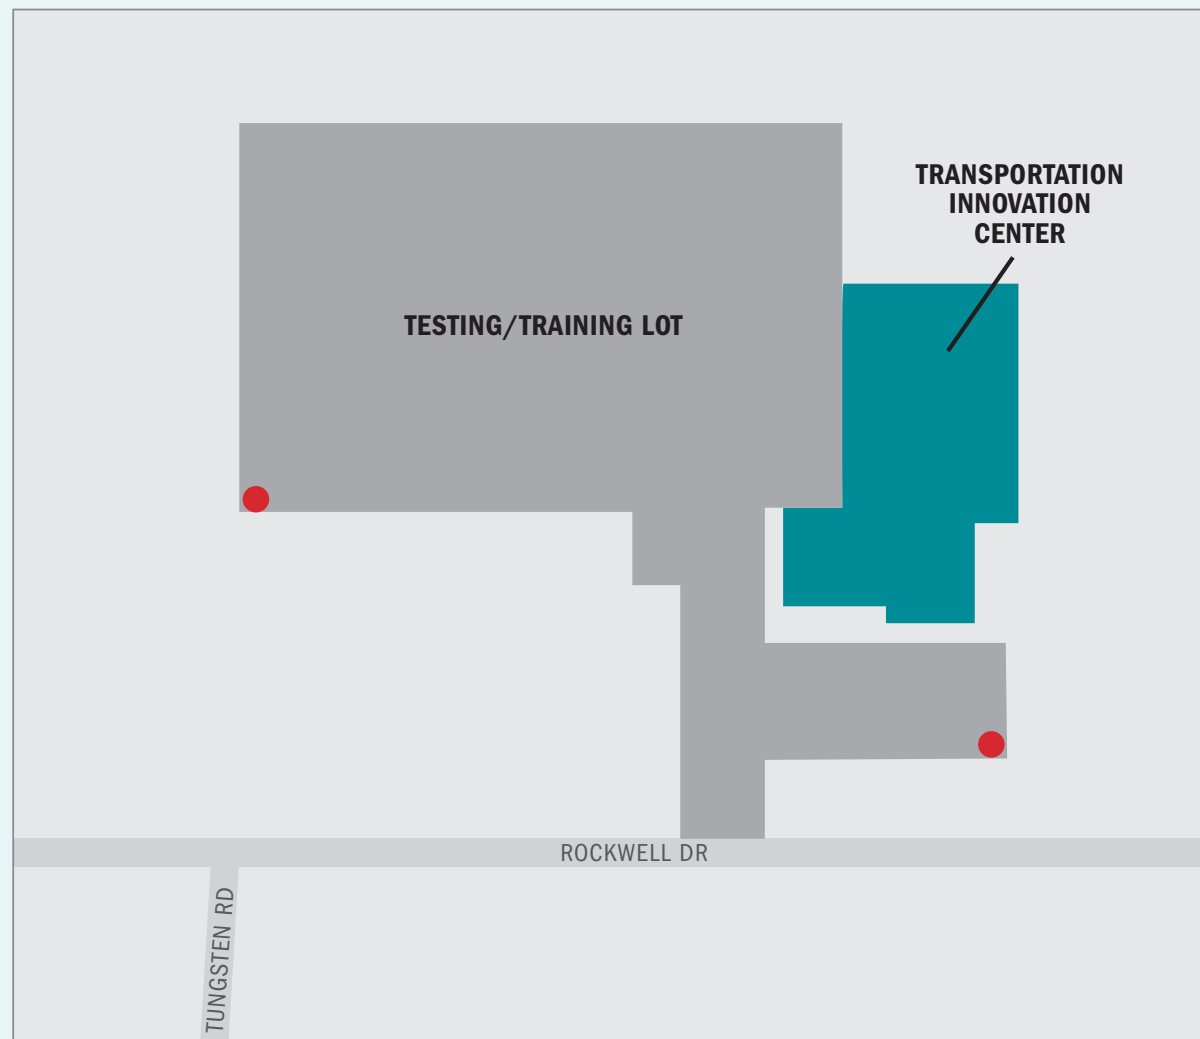 TRANSPORTATION
INNOVATION
CENTER
TESTING/TRAINING LOT
ROCKWELL DR
TUNGSTEN RD